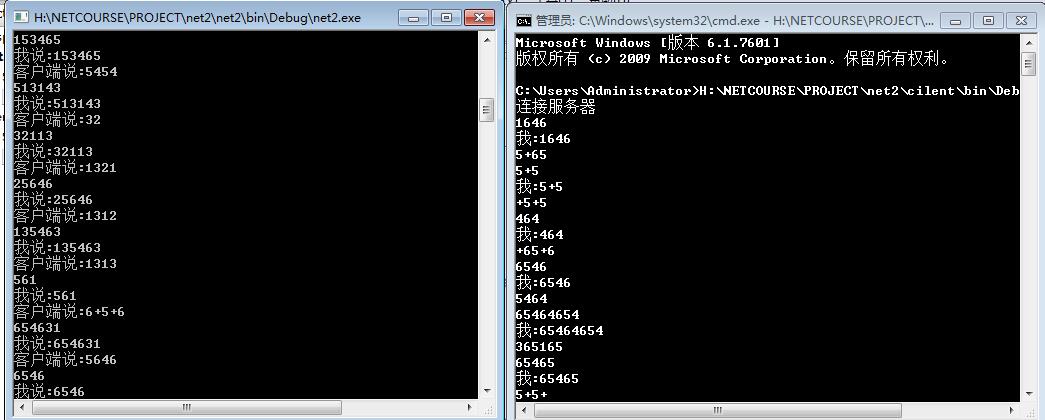 H:\NETCOURSE\PROJECT\net2\net2\bin\Debug\net2.exe
153465
我说:153465
客户端说:5454
513143
我说:513143
客户端说:32
32113
我说:32113
客户端说:1321
25646
我说:25646
客户端说:1312
135463
我说:135463
客户端说:1313
561
我说:561
客户端说:6+5+6
654631
我说:654631
客户端说:5646
6546
我说:6546
管理员: C:\Windows\system32\cmd.exe - H:\NETCOURSE\PROJECT\...
Microsoft Windows [版本 6.1.7601]
版权所有 (c) 2009 Microsoft Corporation。保留所有权利。
C:\Users\Administrator>H:\NETCOURSE\PROJECT\net2\cilent\bin\Deb
连接服务器
1646
我:1646
5+65
5+5
我:5+5
+5+5
464
我:464
+65+6
6546
我:6546
5464
65464654
我:65464654
365165
65465
我:65465
5+5+